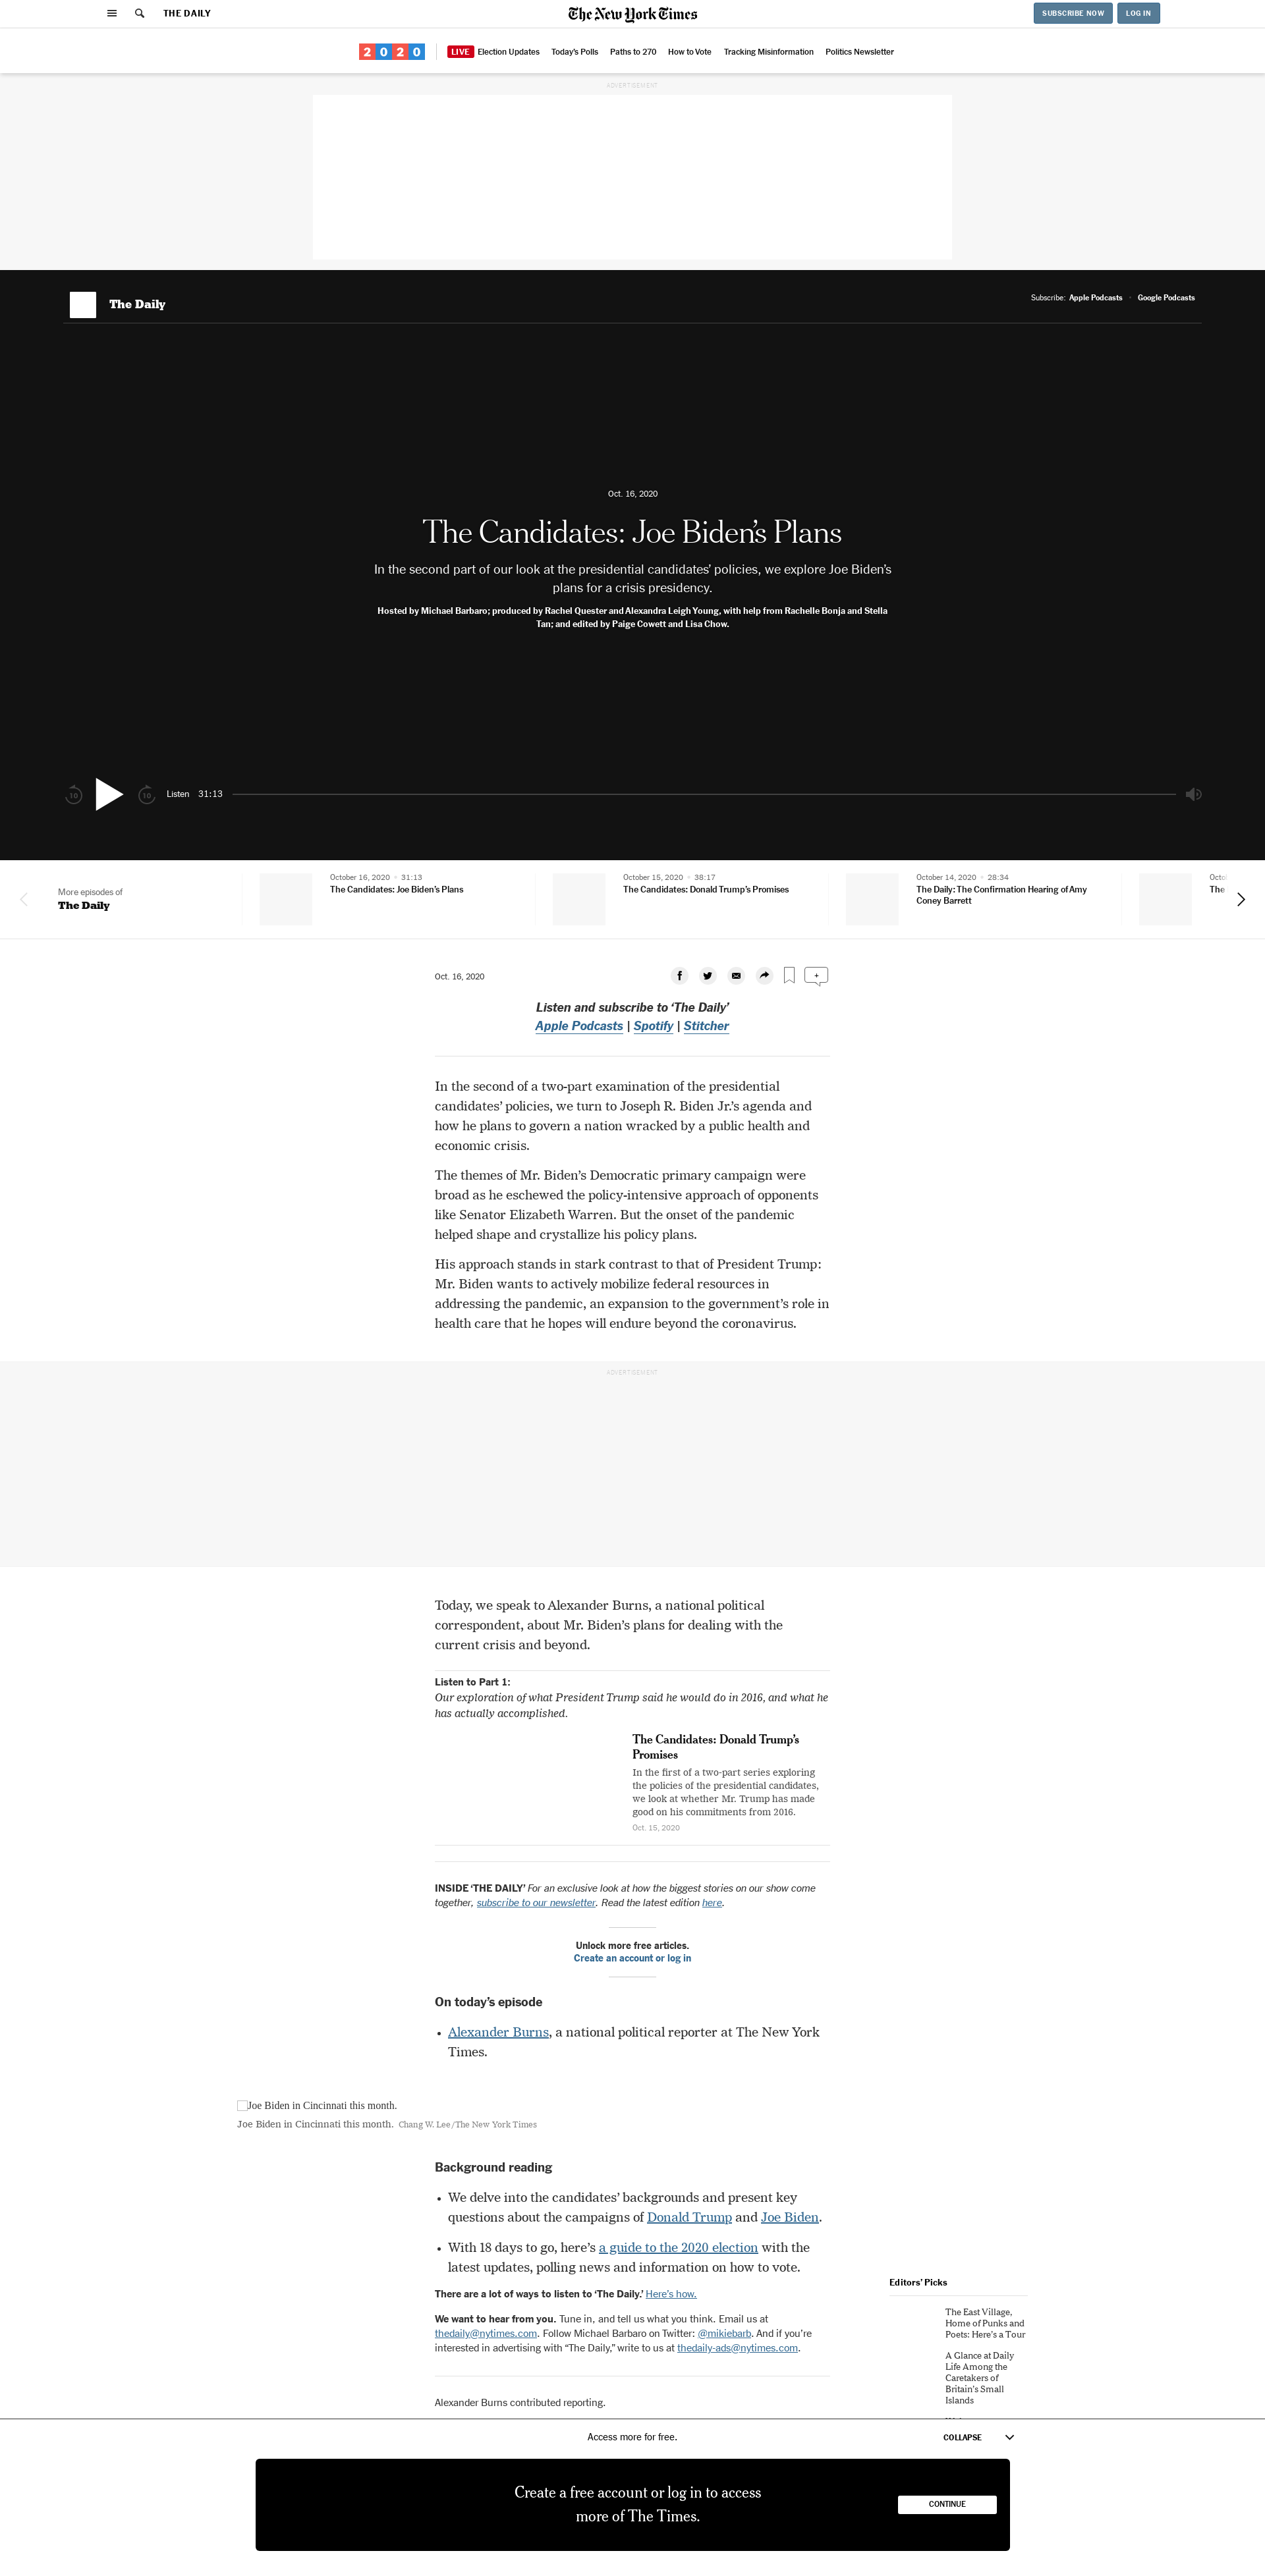 THE DAILY
The New York Times
SUBSCRIBE NOW
LOG IN
2020
LIVE Election Updates
Today's Polls
Paths to 270
How to Vote
Tracking Misinformation
Politics Newsletter
ADVERTISEMENT
The Daily
Subscribe: Apple Podcasts • Google Podcasts
Oct. 16, 2020
The Candidates: Joe Biden’s Plans
In the second part of our look at the presidential candidates’ policies, we explore Joe Biden’s
plans for a crisis presidency.
Hosted by Michael Barbaro; produced by Rachel Quester and Alexandra Leigh Young, with help from Rachelle Bonja and Stella
Tan; and edited by Paige Cowett and Lisa Chow.
10
10
Listen 31:13
More episodes of
The Daily
October 16, 2020 • 31:13
The Candidates: Joe Biden’s Plans
October 15, 2020 • 38:17
The Candidates: Donald Trump’s Promises
October 14, 2020 • 28:34
The Daily: The Confirmation Hearing of Amy
Coney Barrett
The
Oct. 16, 2020
+
Listen and subscribe to ‘The Daily’
Apple Podcasts | Spotify | Stitcher
In the second of a two-part examination of the presidential
candidates’ policies, we turn to Joseph R. Biden Jr.’s agenda and
how he plans to govern a nation wracked by a public health and
economic crisis.
The themes of Mr. Biden’s Democratic primary campaign were
broad as he eschewed the policy-intensive approach of opponents
like Senator Elizabeth Warren. But the onset of the pandemic
helped shape and crystallize his policy plans.
His approach stands in stark contrast to that of President Trump:
Mr. Biden wants to actively mobilize federal resources in
addressing the pandemic, an expansion to the government’s role in
health care that he hopes will endure beyond the coronavirus.
ADVERTISEMENT
Today, we speak to Alexander Burns, a national political
correspondent, about Mr. Biden’s plans for dealing with the
current crisis and beyond.
Listen to Part 1:
Our exploration of what President Trump said he would do in 2016, and what he
has actually accomplished.
The Candidates: Donald Trump’s
Promises
In the first of a two-part series exploring
the policies of the presidential candidates,
we look at whether Mr. Trump has made
good on his commitments from 2016.
Oct. 15, 2020
INSIDE ‘THE DAILY’ For an exclusive look at how the biggest stories on our show come
together, subscribe to our newsletter. Read the latest edition here.
Unlock more free articles.
Create an account or log in
On today’s episode
• Alexander Burns, a national political reporter at The New York
Times.
Joe Biden in Cincinnati this month.
Joe Biden in Cincinnati this month. Chang W. Lee/The New York Times
Background reading
• We delve into the candidates’ backgrounds and present key
questions about the campaigns of Donald Trump and Joe Biden.
• With 18 days to go, here’s a guide to the 2020 election with the
latest updates, polling news and information on how to vote.
There are a lot of ways to listen to ‘The Daily.’ Here’s how.
We want to hear from you. Tune in, and tell us what you think. Email us at
thedaily@nytimes.com. Follow Michael Barbaro on Twitter: @mikiebarb. And if you’re
interested in advertising with “The Daily,” write to us at thedaily-ads@nytimes.com.
Alexander Burns contributed reporting.
Editors’ Picks
The East Village,
Home of Punks and
Poets: Here’s a Tour
A Glance at Daily
Life Among the
Caretakers of
Britain’s Small
Islands
Access more for free.
COLLAPSE
Create a free account or log in to access
more of The Times.
CONTINUE